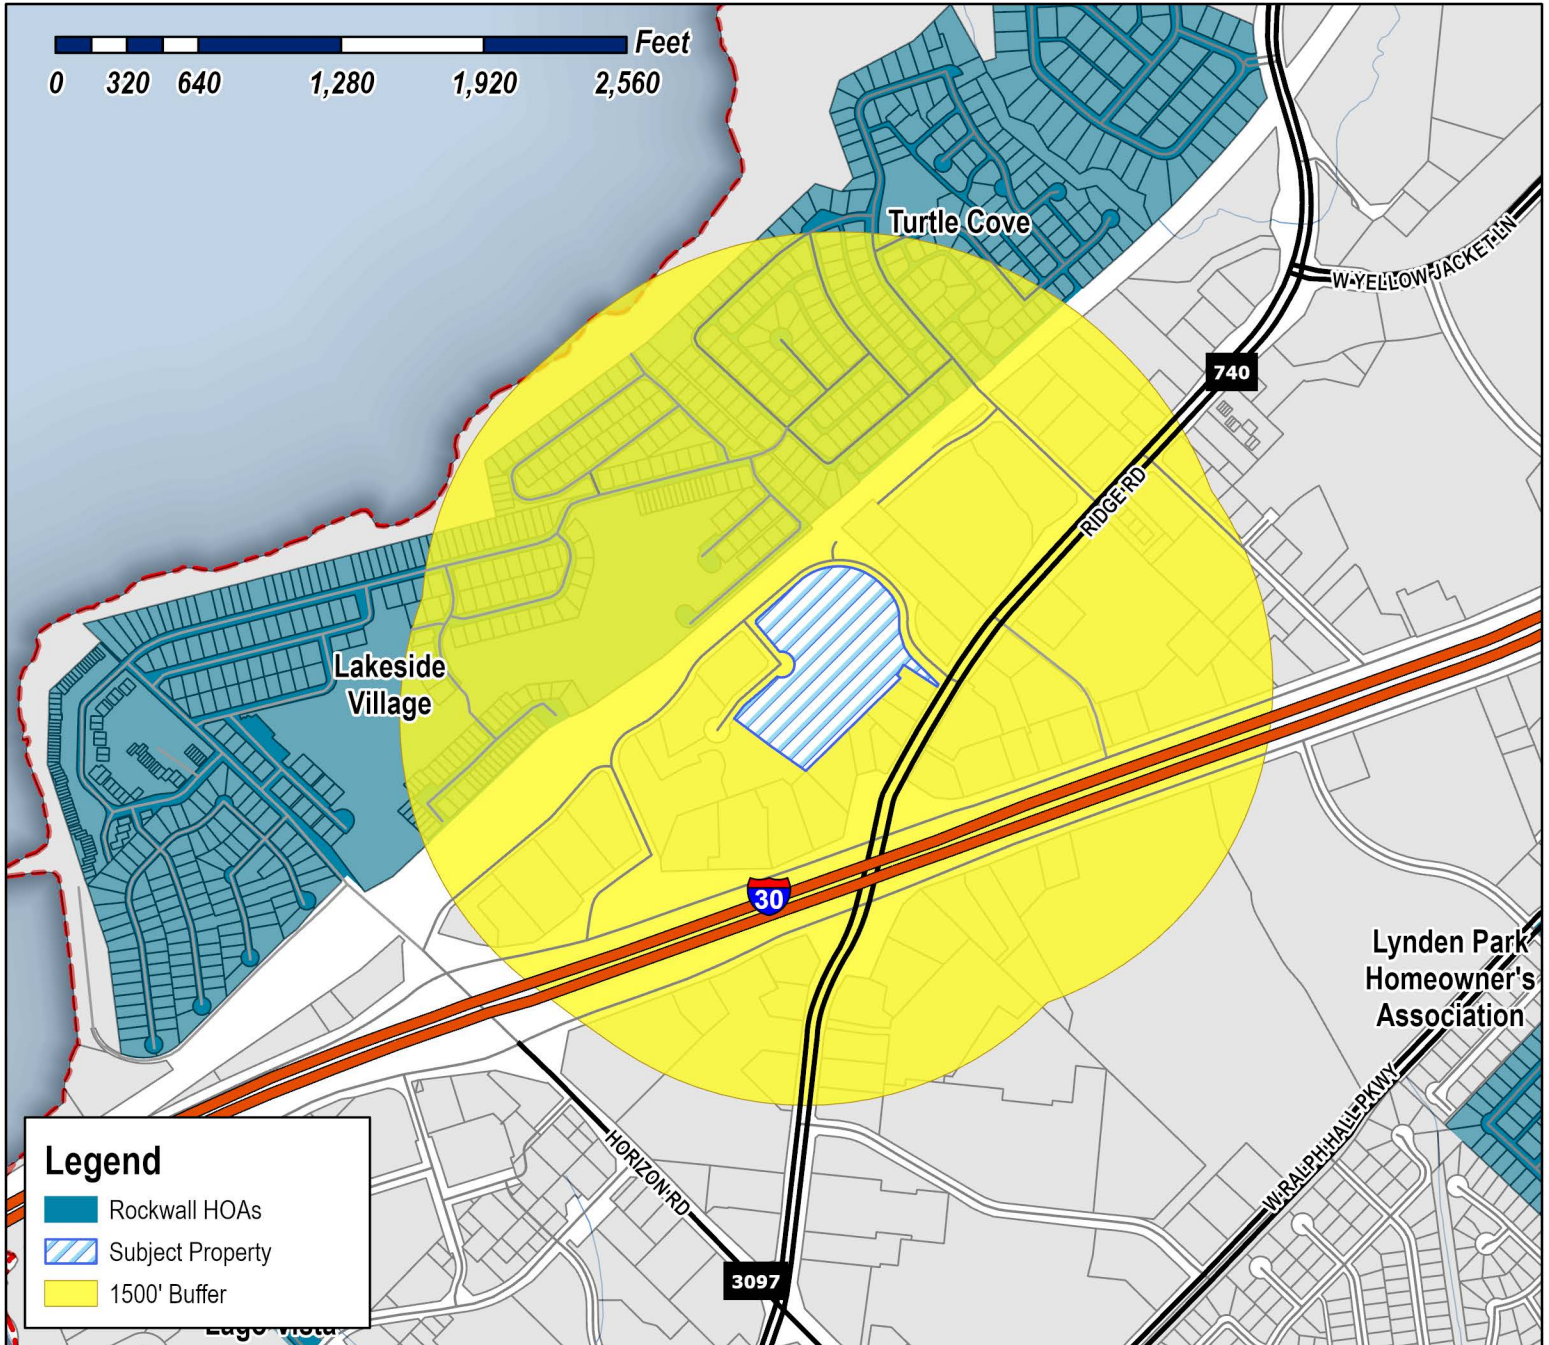 Feet
0 320 640 1,280 1,920 2,560
Turtle Cove
W YELLOW JACKET LN
740
RIDGE RD
Lakeside
Village
30
Lynden Park
Homeowner's
Association
W RALPH HALL PKWY
HORIZON RD
3097
Legend
Rockwall HOAs
Subject Property
1500' Buffer
Lago Vista